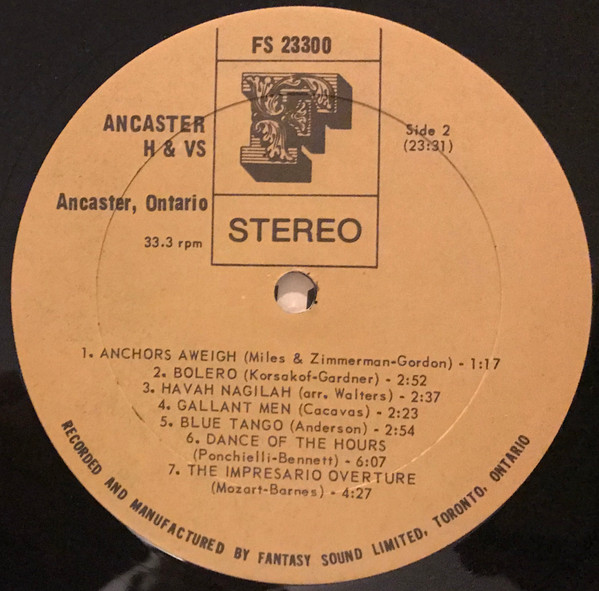 FS 23300
F
ANCASTER
H & VS
Side 2
(23:31)
Ancaster, Ontario
33.3 rpm
STEREO
1. ANCHORS AWEIGH (Miles & Zimmerman-Gordon) - 1:17
2. BOLERO (Korsakof-Gardner) - 2:52
3. HAVAH NAGILAH (arr. Walters) - 2:37
4. GALLANT MEN (Cacavas) - 2:23
5. BLUE TANGO (Anderson) - 2:54
6. DANCE OF THE HOURS
(Ponchielli-Bennett) - 6:07
7. THE IMPRESARIO OVERTURE
(Mozart-Barnes) - 4:27
RECORDED AND MANUFACTURED BY FANTASY SOUND LIMITED, TORONTO, ONTARIO